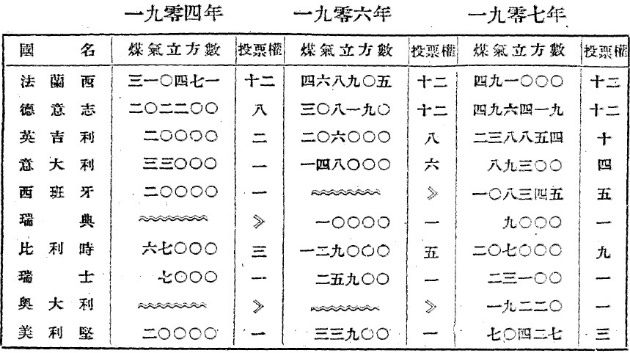 一九零四年 一九零六年 一九零七年
國名 煤氣立方數 投票權 煤氣立方數 投票權 煤氣立方數 投票權
法蘭西 三一〇四七一 十二 四六八九〇五 十二 四九一〇〇〇 十二
德意志 二〇二二〇〇 八 三〇八一九〇 十二 四九六四一九 十二
英吉利 二〇〇〇〇 二 二〇六〇〇〇 八 二三八八五四 十
意大利 三三〇〇〇 一 一四八〇〇〇 六 八九三〇〇 四
西班牙 二〇〇〇〇 一 一〇八三四五 五
瑞典 一〇〇〇〇 一 九〇〇〇 一
比利時 六七〇〇〇 三 一二九〇〇〇 五 二〇七〇〇〇 九
瑞士 七〇〇〇 一 二五九〇〇 一 二三一〇〇 一
奧大利 一九二二〇 一
美利堅 二〇〇〇〇 一 三三九〇〇 一 七〇四二七 三